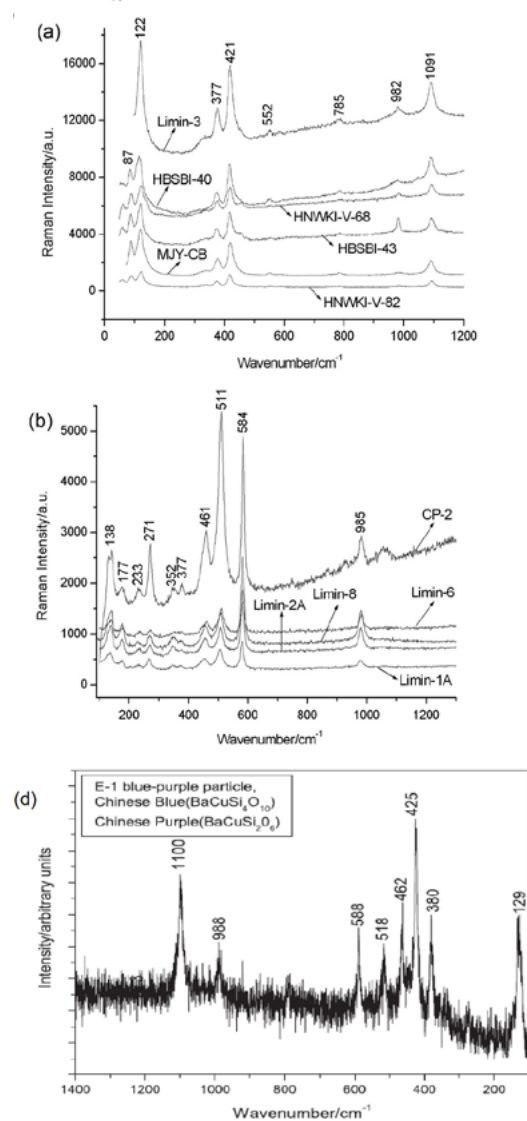 (a)
122
377
421
552
785
982
1091
87
Limin-3
HBSBI-40
HNWKI-V-68
HBSBI-43
MJY-CB
HNWKI-V-82
16000
12000
8000
4000
0
Raman Intensity/a.u.
0 200 400 600 800 1000 1200
Wavenumber/cm-1
(b)
511
584
138
177
233
271
352
377
461
985
CP-2
Limin-6
Limin-2A
Limin-8
Limin-1A
5000
4000
3000
2000
1000
0
Raman Intensity/a.u.
200 400 600 800 1000 1200
Wavenumber/cm-1
(d)
E-1 blue-purple particle,
Chinese Blue(BaCuSi4O10)
Chinese Purple(BaCuSi2O6)
1100
988
588
518
462
425
380
129
Intensity/arbitrary units
1400 1200 1000 800 600 400 200
Wavenumber/cm-1